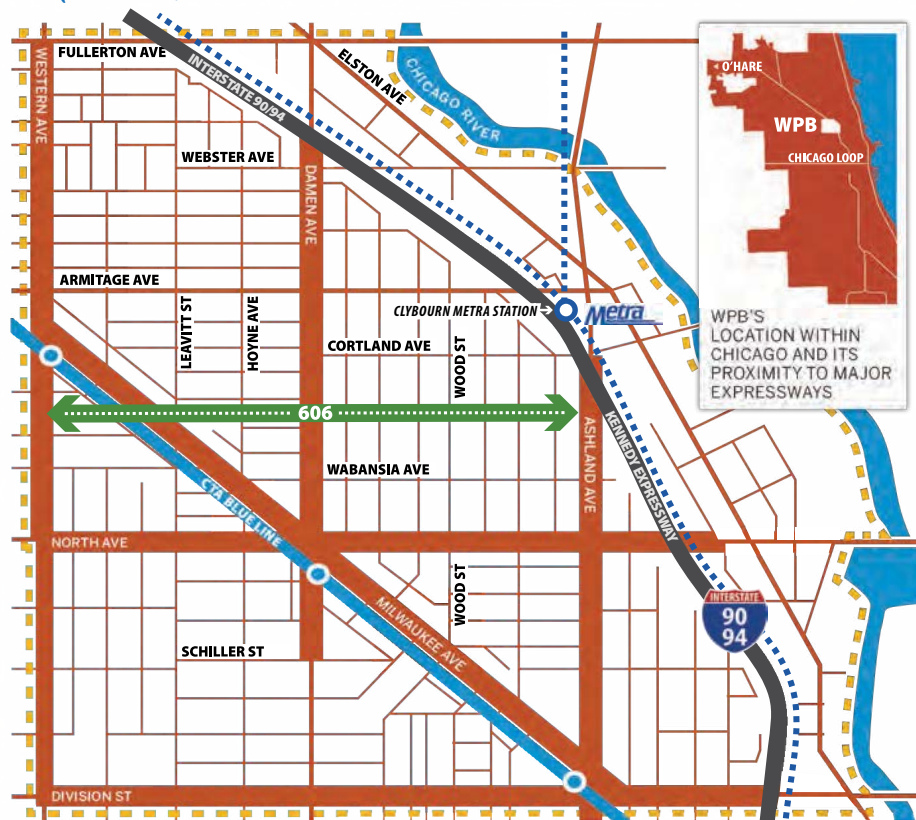 FULLERTON AVE
WESTERN AVE
INTERSTATE 90/94
ELSTON AVE
CHICAGO RIVER
O'HARE
WPB
CHICAGO LOOP
WEBSTER AVE
DAMEN AVE
ARMITAGE AVE
LEAVITT ST
HOYNE AVE
CLYBOURN METRA STATION
Metra
WPB'S
LOCATION WITHIN
CHICAGO AND ITS
PROXIMITY TO MAJOR
EXPRESSWAYS
CORTLAND AVE
WOOD ST
606
ASHLAND AVE
KENNEDY EXPRESSWAY
WABANSIA AVE
CTA BLUE LINE
NORTH AVE
WOOD ST
MILWAUKEE AVE
INTERSTATE
90
94
SCHILLER ST
DIVISION ST